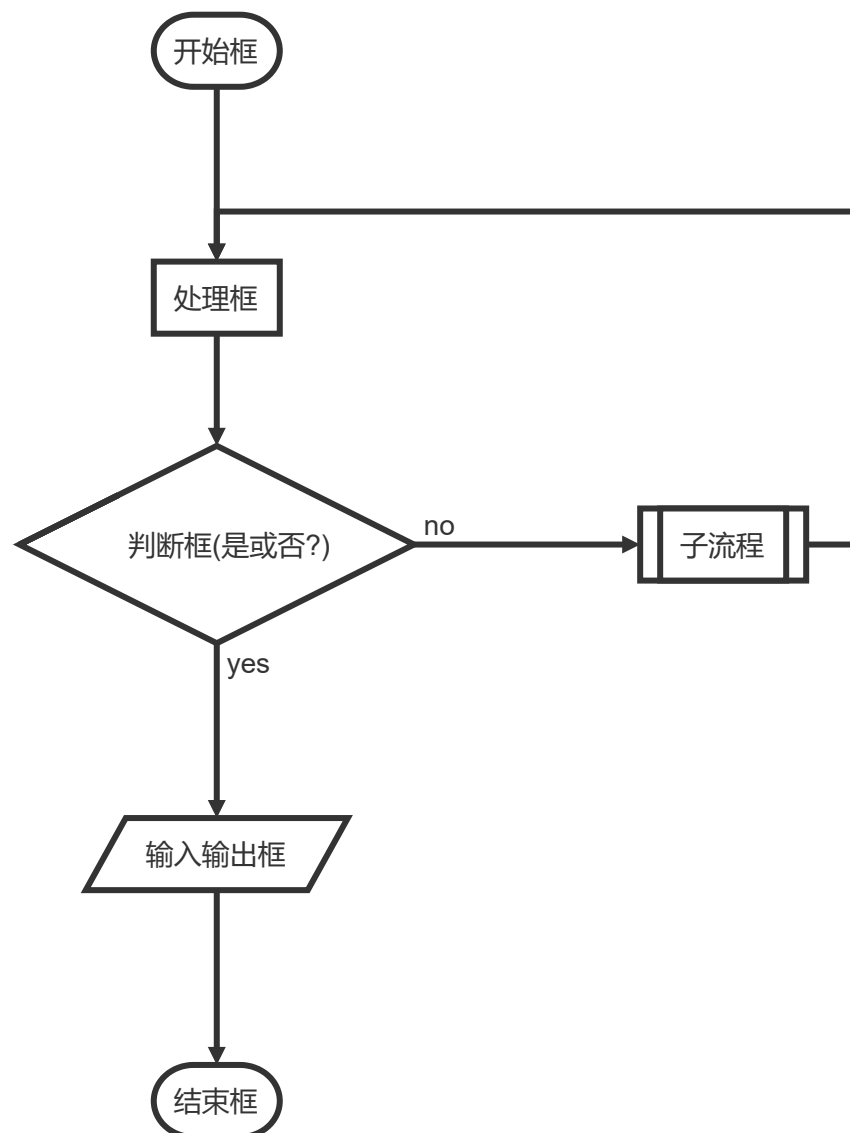 开始框
处理框
判断框(是或否?)
no
子流程
yes
输入输出框
结束框